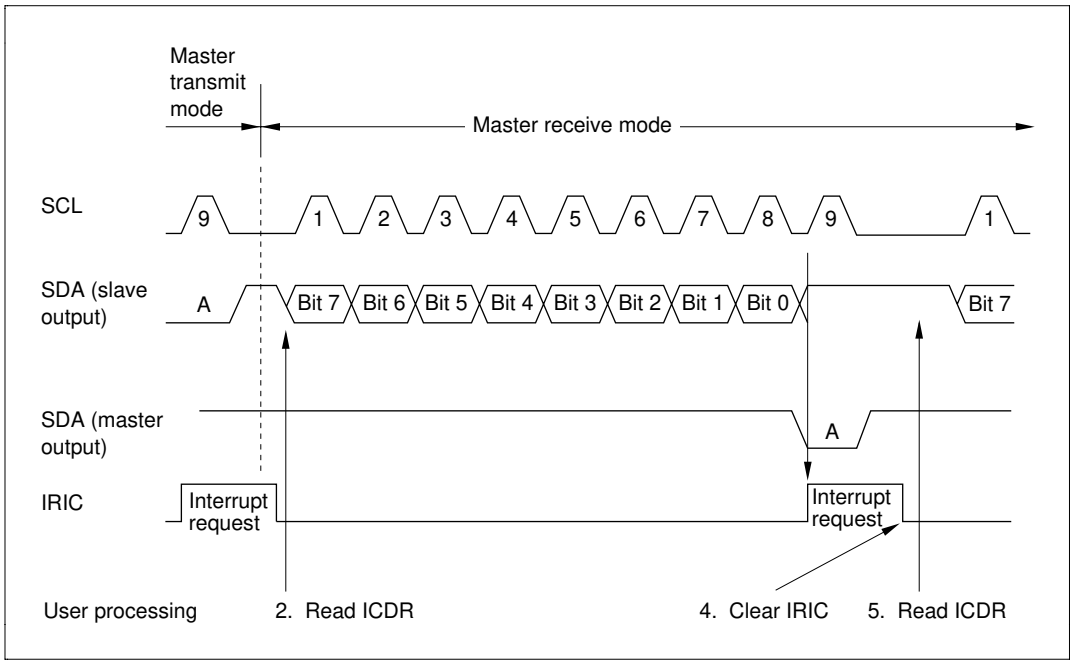 Master
transmit
mode
Master receive mode
SCL
9 1 2 3 4 5 6 7 8 9 1
SDA (slave
output)
A Bit 7 Bit 6 Bit 5 Bit 4 Bit 3 Bit 2 Bit 1 Bit 0 Bit 7
SDA (master
output)
A
IRIC
Interrupt
request
Interrupt
request
User processing
2. Read ICDR
4. Clear IRIC
5. Read ICDR